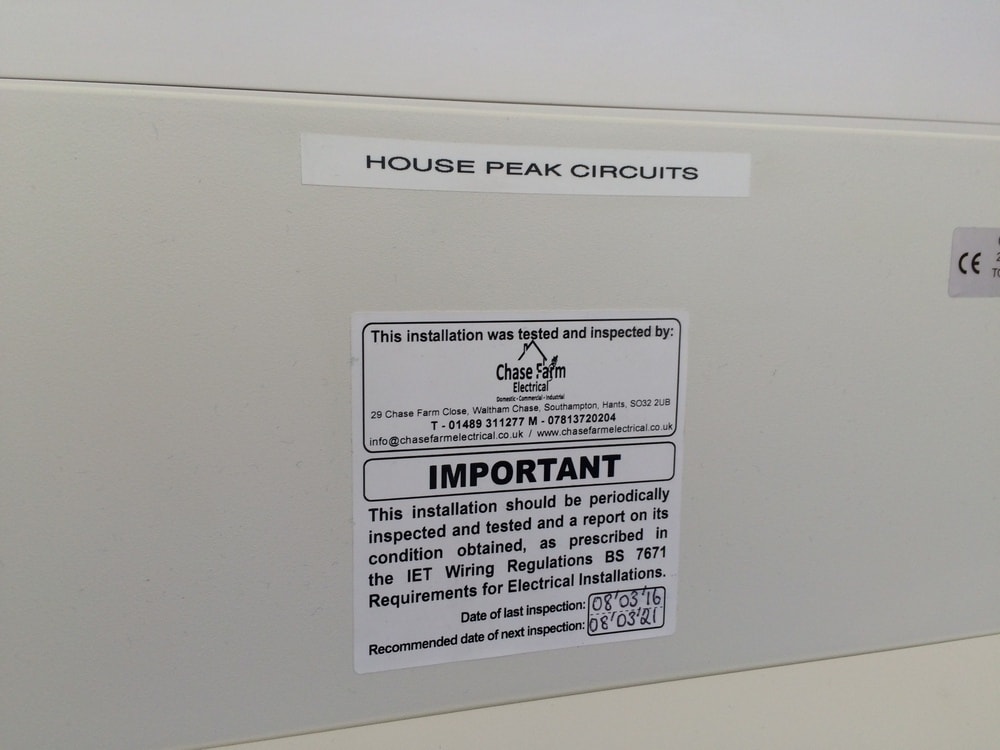 HOUSE PEAK CIRCUITS
CE
This installation was tested and inspected by:
Chase Farm
Electrical
Domestic - Commercial - Industrial
29 Chase Farm Close, Waltham Chase, Southampton, Hants, SO32 2UB
T - 01489 311277 M - 07813720204
info@chasefarmelectrical.co.uk / www.chasefarmelectrical.co.uk
IMPORTANT
This installation should be periodically
inspected and tested and a report on its
condition obtained, as prescribed in
the IET Wiring Regulations BS 7671
Requirements for Electrical Installations.
Date of last inspection: 08'03'16
Recommended date of next inspection: 08'03'21